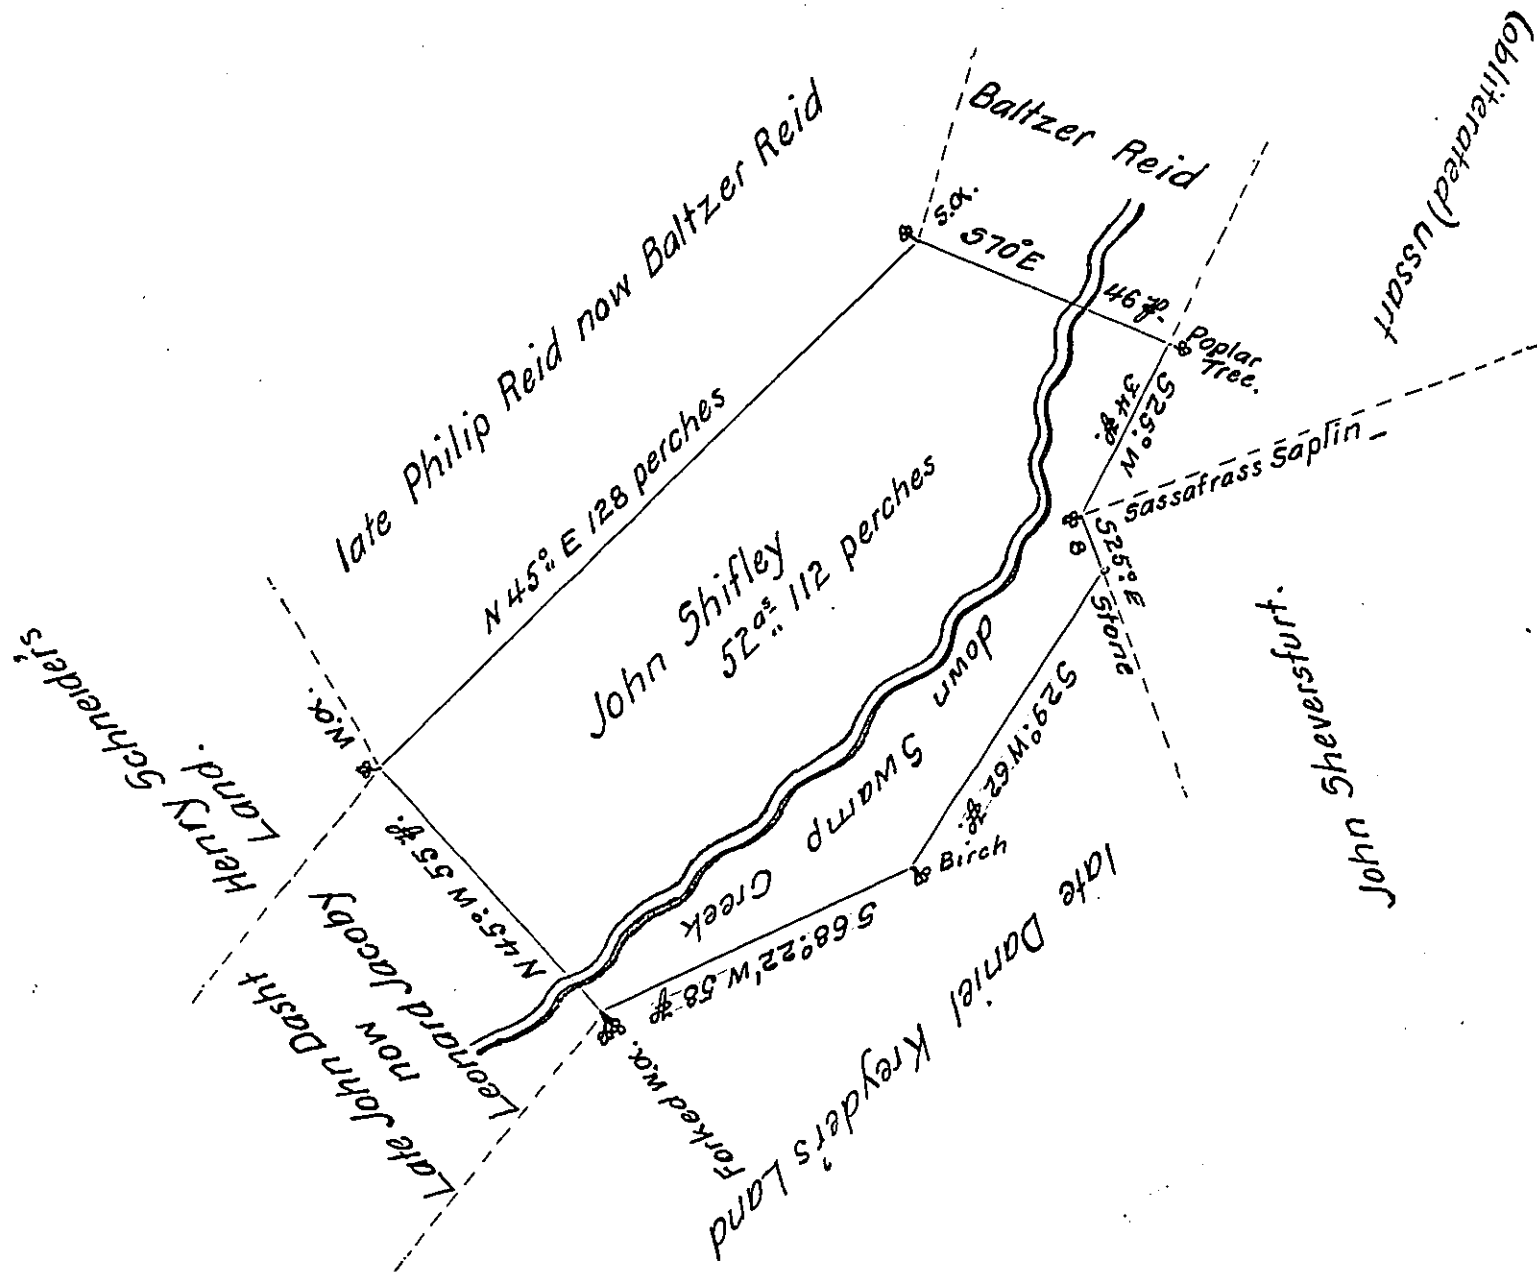 late Philip Reid now Baltzer Reid
Baltzer Reid
(obliterated) ussart
S.O.
S70°E
46 p.
Poplar
Tree.
S25°. W
34 p.
Sassafrass Saplin
S25°. E
8
Stone
S29°. W 62 p.
Birch
S68°. 22' W 58 p
Forked W.O.
N45°. W 55 p.
W.O.
N 45°. E 128 perches
John Shifley
52 as 112 perches
down
Swamp
Creek
Henry Schneider's
Land.
Late John Dasht
now
Leonard Jacoby
late Daniel Kreyder's Land
John Sheversfurt.